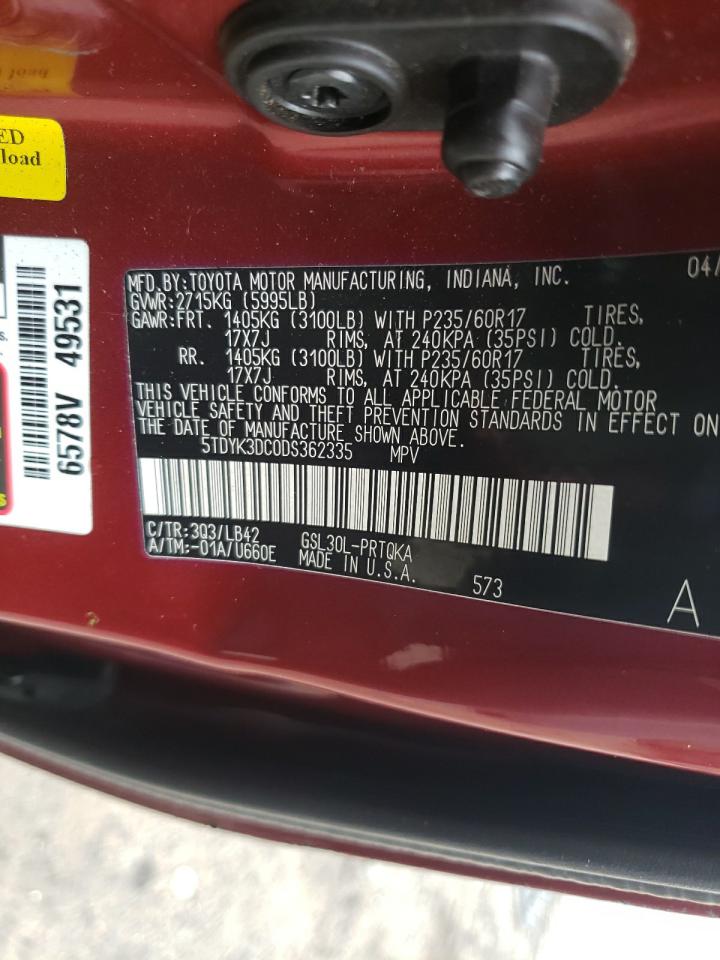 ED
load
s.
6578V 49531
MFD.BY:TOYOTA MOTOR MANUFACTURING, INDIANA, INC. 04/
GVWR:2715KG (5995LB)
GAWR:FRT. 1405KG (3100LB) WITH P235/60R17 TIRES,
17X7J RIMS, AT 240KPA (35PSI) COLD.
RR. 1405KG (3100LB) WITH P235/60R17 TIRES,
17X7J RIMS, AT 240KPA (35PSI) COLD.
THIS VEHICLE CONFORMS TO ALL APPLICABLE FEDERAL MOTOR
VEHICLE SAFETY AND THEFT PREVENTION STANDARDS IN EFFECT ON
THE DATE OF MANUFACTURE SHOWN ABOVE.
5TDYK3DC0DS362335 MPV
C/TR:3Q3/LB42 GSL30L-PRTQKA
A/TM:-01A/U660E MADE IN U.S.A. 573
A